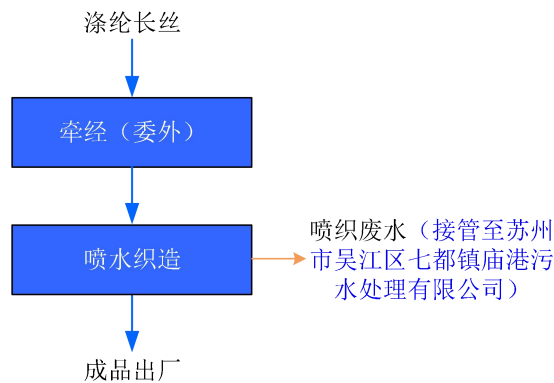 涤纶长丝
牵经（委外）
喷水织造
喷织废水（接管至苏州
市吴江区七都镇庙港污
水处理有限公司）
成品出厂